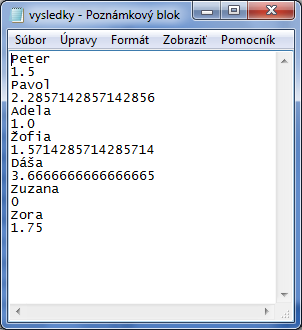 vysledky - Poznámkový blok
Súbor Úpravy Formát Zobraziť Pomocník
Peter
1.5
Pavol
2.2857142857142856
Adela
1.0
Žofia
1.5714285714285714
Dáša
3.6666666666666665
Zuzana
0
Zora
1.75